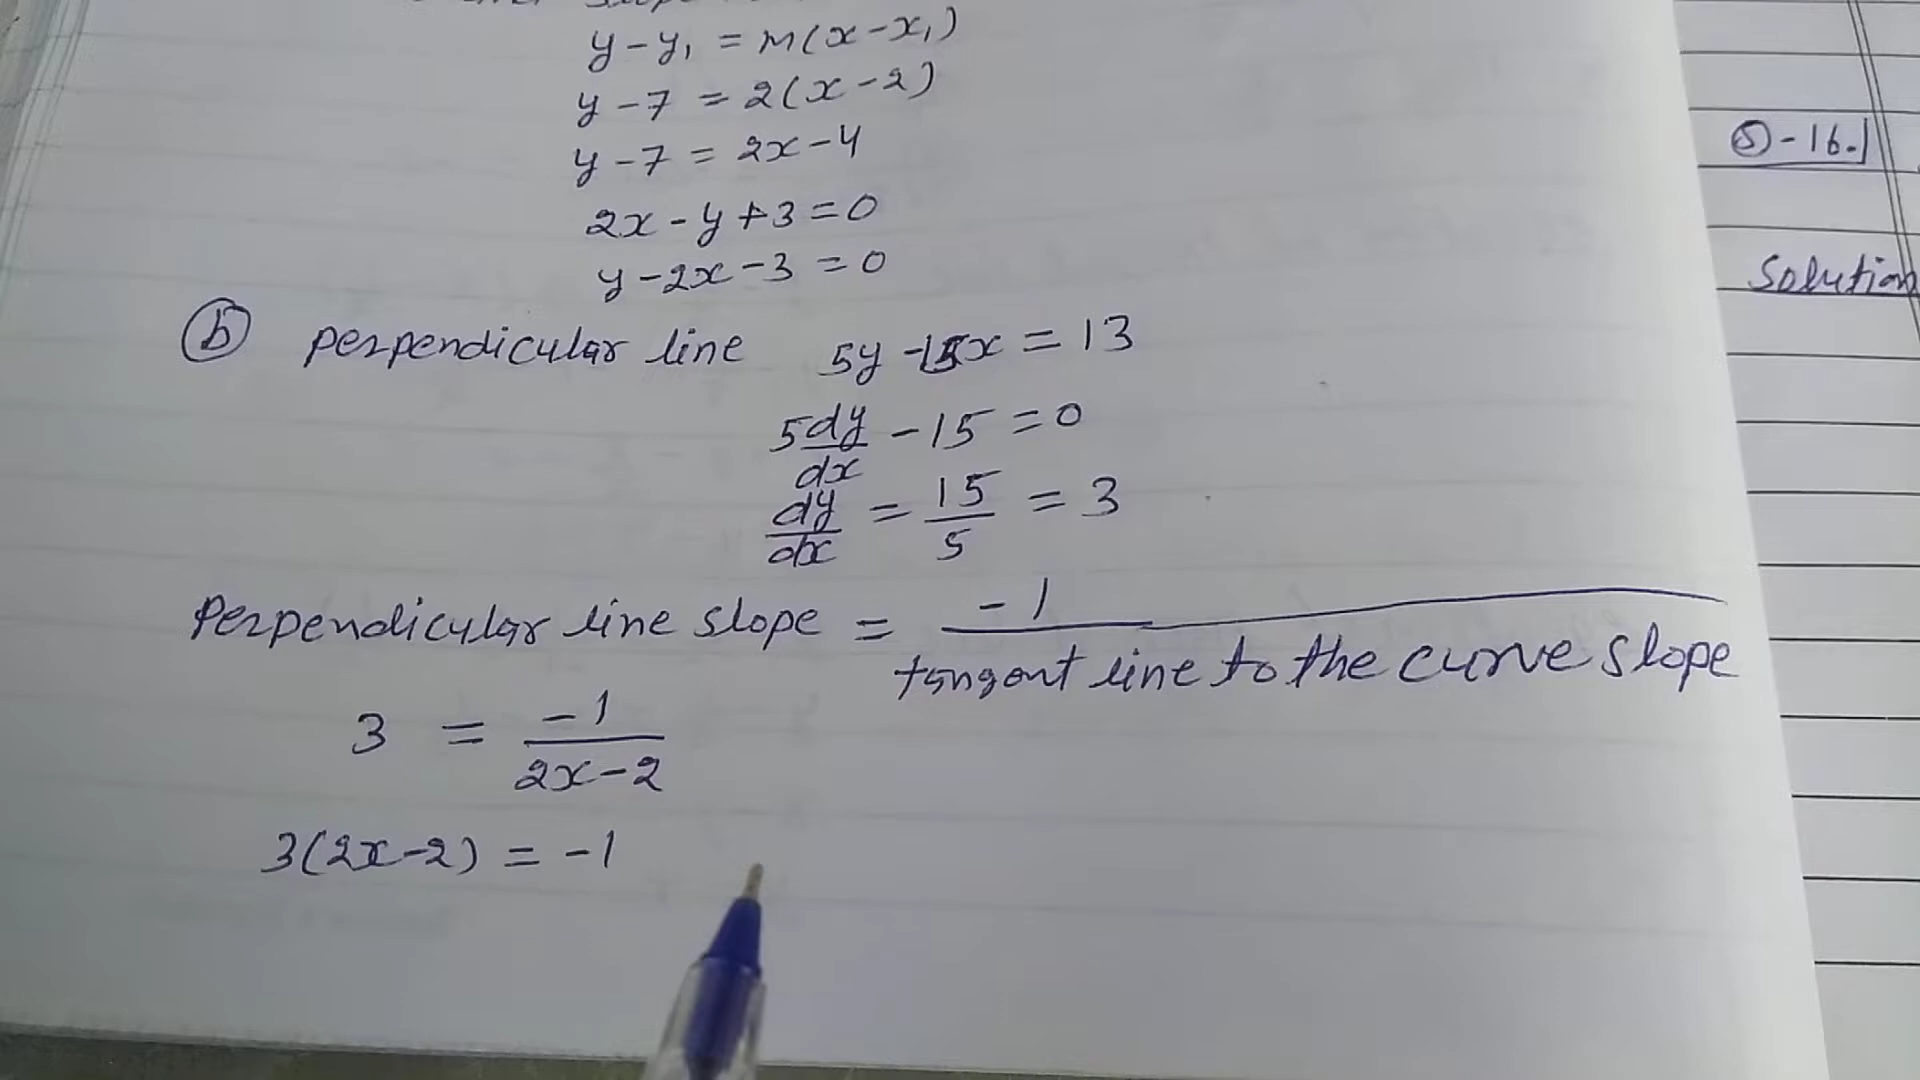 y - y₁ = m(x - x₁)
y - 7 = 2(x - 2)
y - 7 = 2x - 4
2x - y + 3 = 0
y - 2x - 3 = 0
ⓑ perpendicular line 5y - 15x = 13
5 dy/dx - 15 = 0
dy/dx = 15/5 = 3
Perpendicular line slope = -1/tangent line to the curve slope
3 = -1/(2x - 2)
3(2x - 2) = -1
⑤ - 16.
Solution